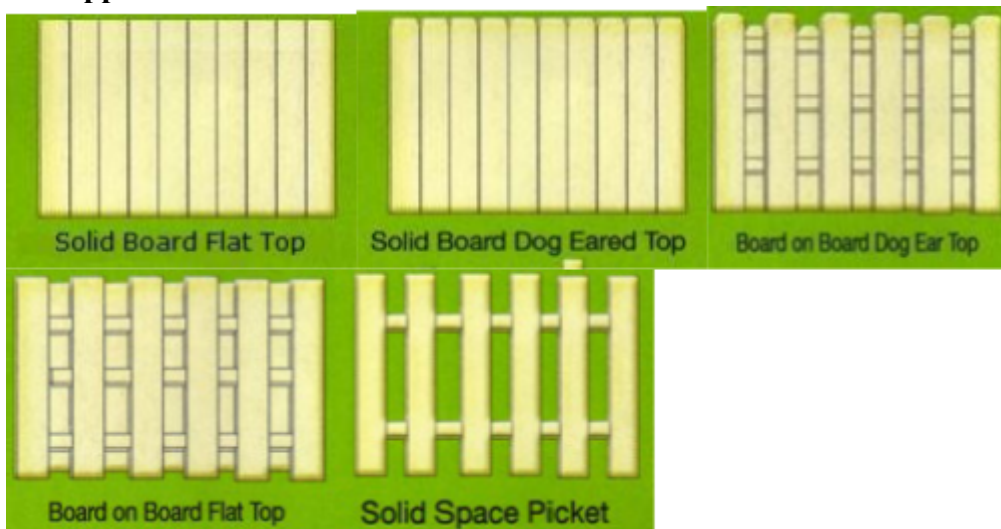 Solid Board Flat Top
Solid Board Dog Eared Top
Board on Board Dog Ear Top
Board on Board Flat Top
Solid Space Picket